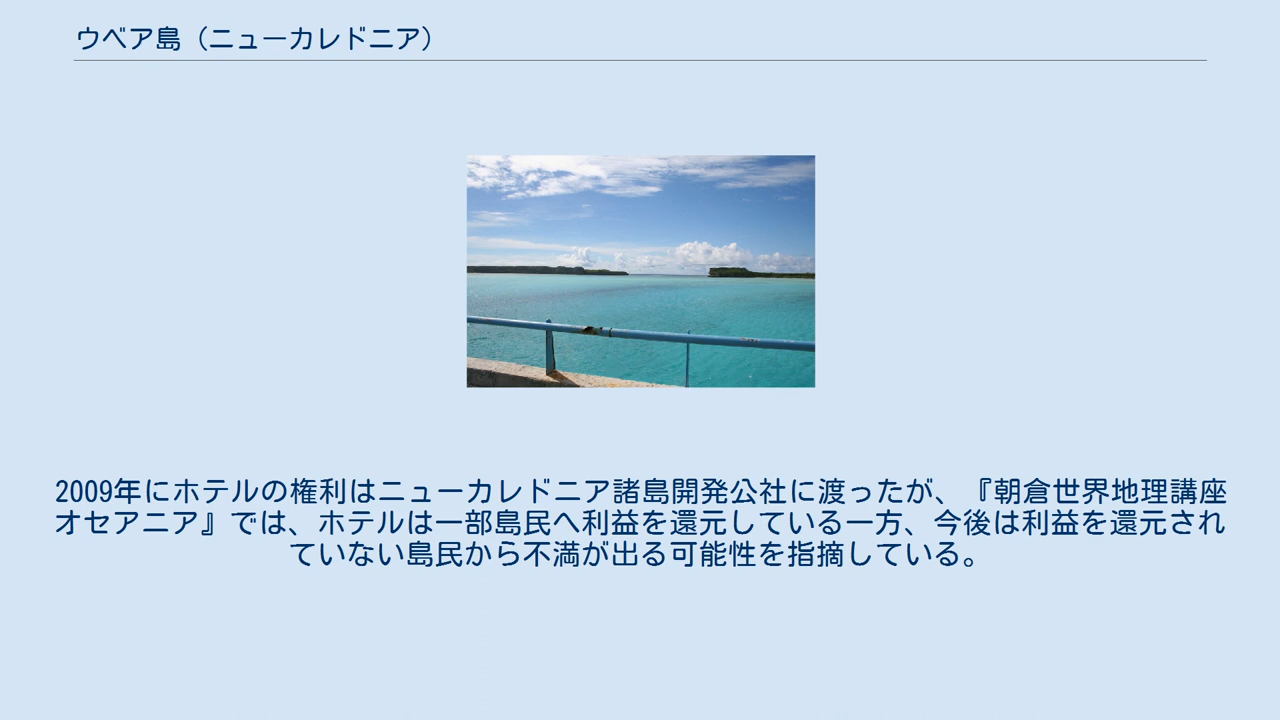 ウベア島（ニューカレドニア）
2009年にホテルの権利はニューカレドニア諸島開発公社に渡ったが、『朝倉世界地理講座
オセアニア』では、ホテルは一部島民へ利益を還元している一方、今後は利益を還元され
ていない島民から不満が出る可能性を指摘している。